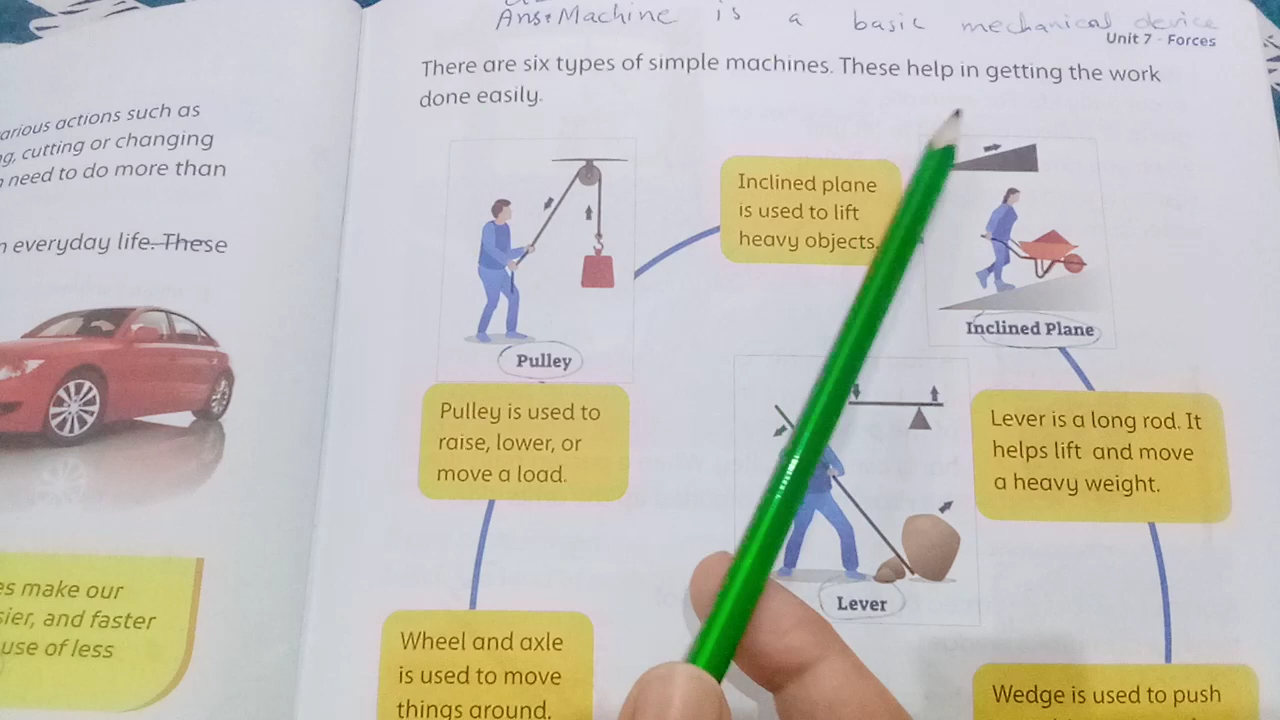 Ans: Machine is a basic mechanical device
Unit 7 - Forces
There are six types of simple machines. These help in getting the work
done easily.
arious actions such as
g, cutting or changing
need to do more than
everyday life. These
es make our
sier, and faster
use of less
Inclined plane
is used to lift
heavy objects.
Pulley
Inclined Plane
Pulley is used to
raise, lower, or
move a load.
Lever is a long rod. It
helps lift and move
a heavy weight.
Lever
Wheel and axle
is used to move
things around.
Wedge is used to push